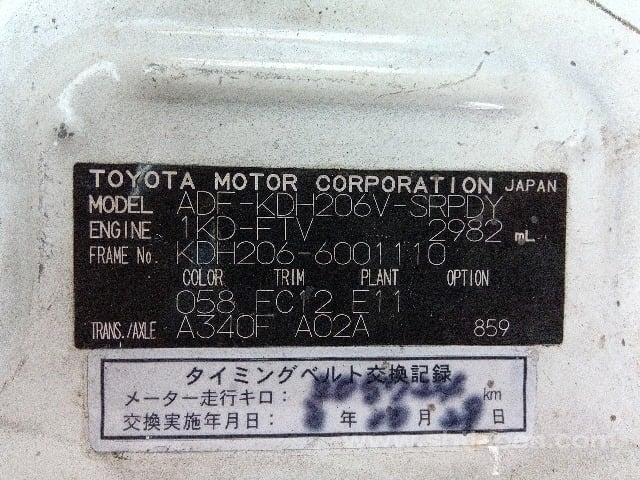 TOYOTA MOTOR CORPORATION JAPAN
MODEL ADF-KDH206V-SRPDY
ENGINE 1KD-FTV 2982 mL
FRAME No. KDH206-6001110
COLOR TRIM PLANT OPTION
058 FC12 E11
TRANS./AXLE A340F A02A 859
タイミングベルト交換記録
メーター走行キロ: km
交換実施年月日: 年 月 日